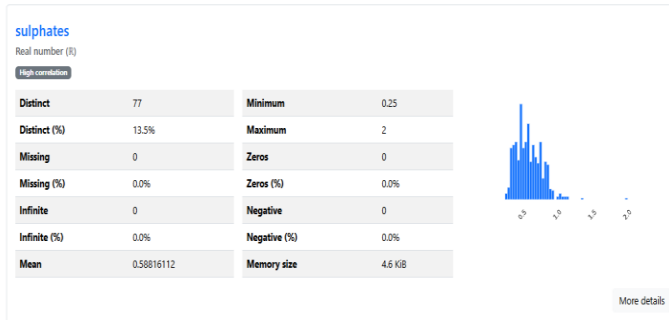 sulphates
Real number (ℝ)
High correlation
Distinct 77
Distinct (%) 13.5%
Missing 0
Missing (%) 0.0%
Infinite 0
Infinite (%) 0.0%
Mean 0.58816112
Minimum 0.25
Maximum 2
Zeros 0
Zeros (%) 0.0%
Negative 0
Negative (%) 0.0%
Memory size 4.6 KiB
0.5 1.0 1.5 2.0
More details